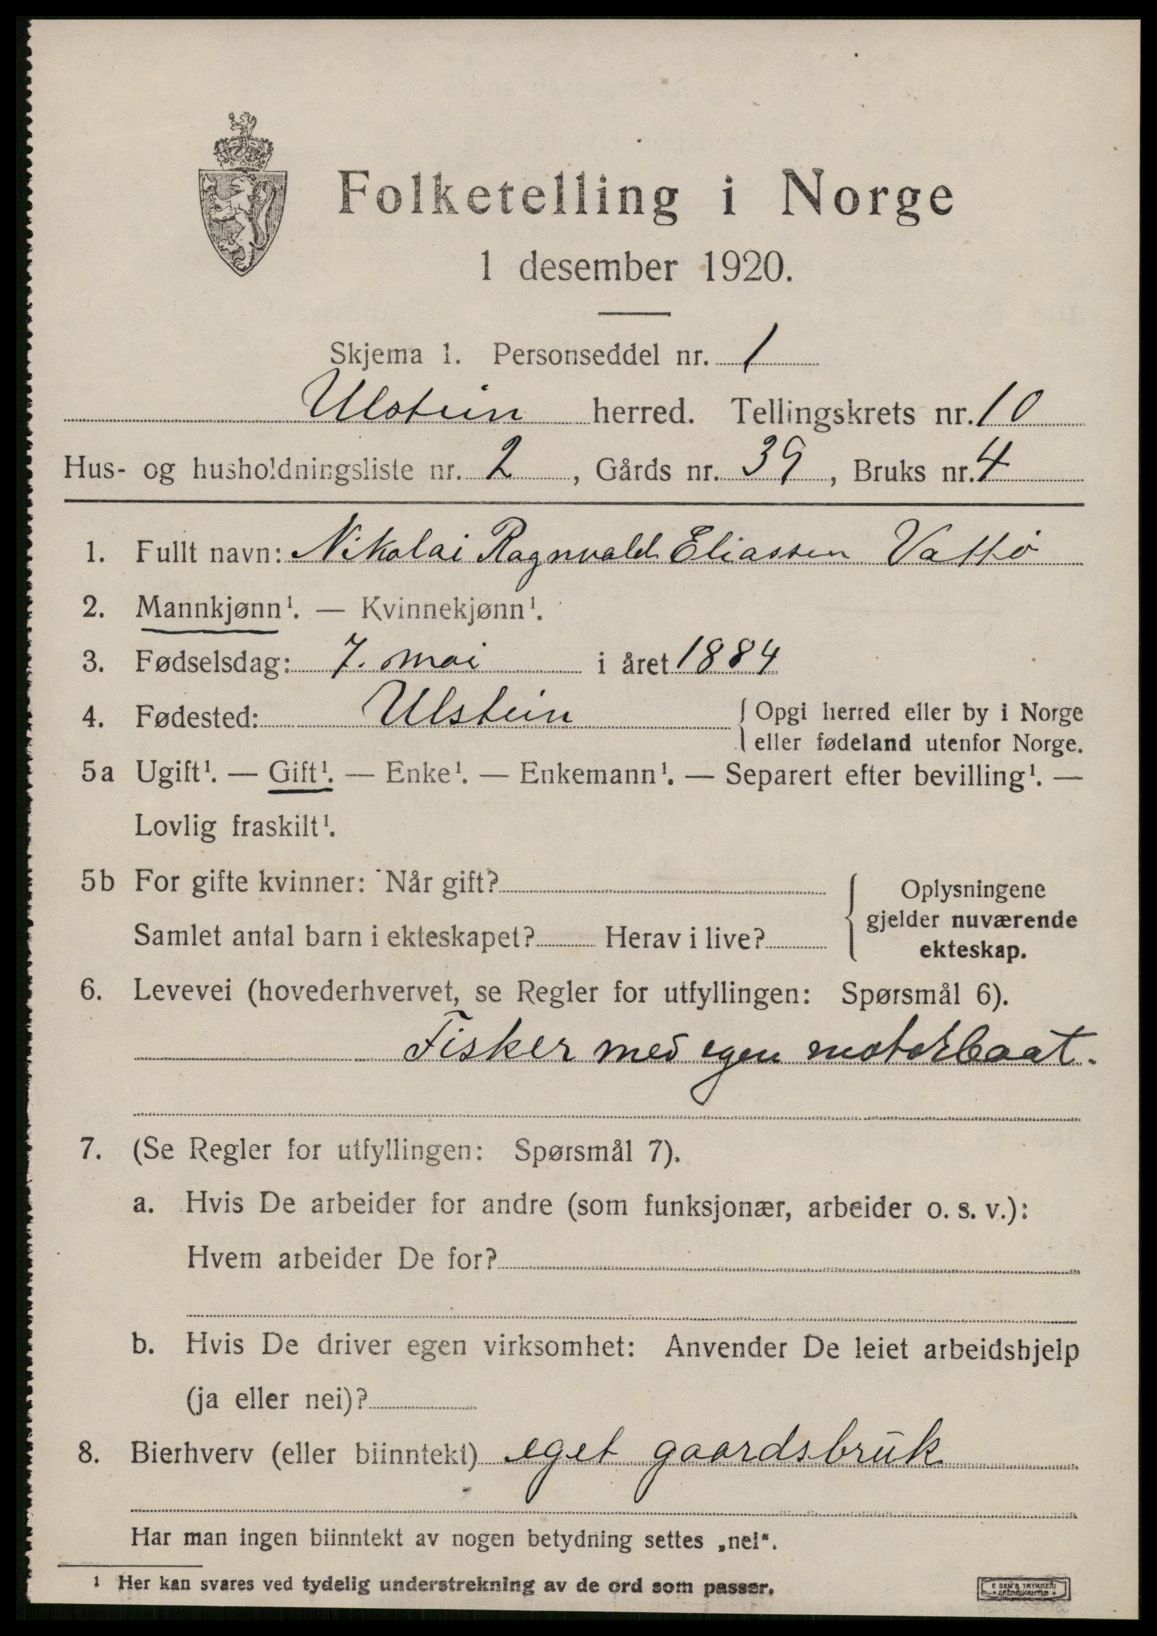 Folketelling i Norge
1 desember 1920.
Skjema 1. Personseddel nr. 1
Ulstein herred. Tellingskrets nr. 10
Hus- og husholdningsliste nr. 2, Gårds nr. 39, Bruks nr. 4
1. Fullt navn: Nikolai Ragnvald Eliassen Vattø
2. Mannkjønn¹. — Kvinnekjønn¹.
3. Fødselsdag: 7. mai i året 1884
4. Fødested: Ulstein { Opgi herred eller by i Norge
eller fødeland utenfor Norge.
5a Ugift¹. — Gift¹. — Enke¹. — Enkemann¹. — Separert efter bevilling¹. —
Lovlig fraskilt¹.
5b For gifte kvinner: Når gift?
Samlet antal barn i ekteskapet? Herav i live?
Oplysningene
gjelder nuværende
ekteskap.
6. Levevei (hovederhvervet, se Regler for utfyllingen: Spørsmål 6).
Fisker med egen motorbaat.
7. (Se Regler for utfyllingen: Spørsmål 7).
a. Hvis De arbeider for andre (som funksjonær, arbeider o. s. v.):
Hvem arbeider De for?
b. Hvis De driver egen virksomhet: Anvender De leiet arbeidshjelp
(ja eller nei)?
8. Bierhverv (eller biinntekt) eget gaardsbruk
Har man ingen biinntekt av nogen betydning settes „nei“.
¹ Her kan svares ved tydelig understrekning av de ord som passer.